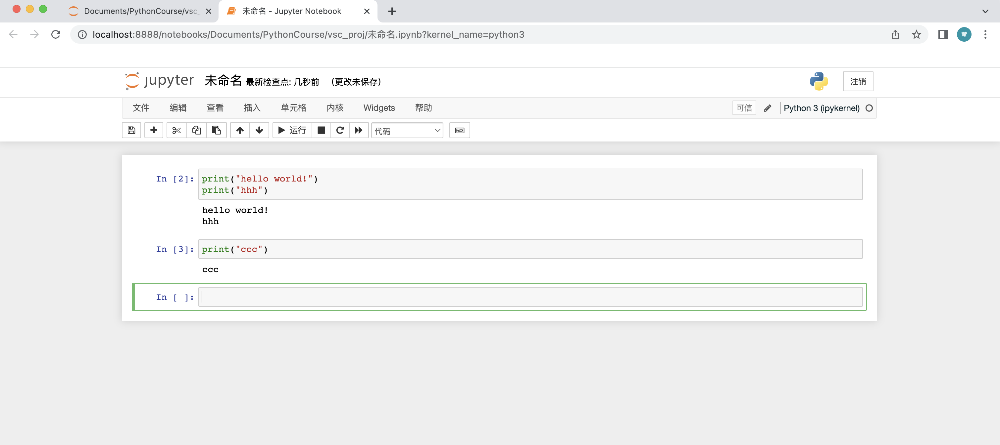 Documents/PythonCourse/vsc_
未命名 - Jupyter Notebook
localhost:8888/notebooks/Documents/PythonCourse/vsc_proj/未命名.ipynb?kernel_name=python3
莹
jupyter 未命名 最新检查点: 几秒前 (更改未保存)
注销
文件 编辑 查看 插入 单元格 内核 Widgets 帮助
可信 Python 3 (ipykernel)
运行 代码
In [2]: print("hello world!")
print("hhh")
hello world!
hhh
In [3]: print("ccc")
ccc
In [ ]: